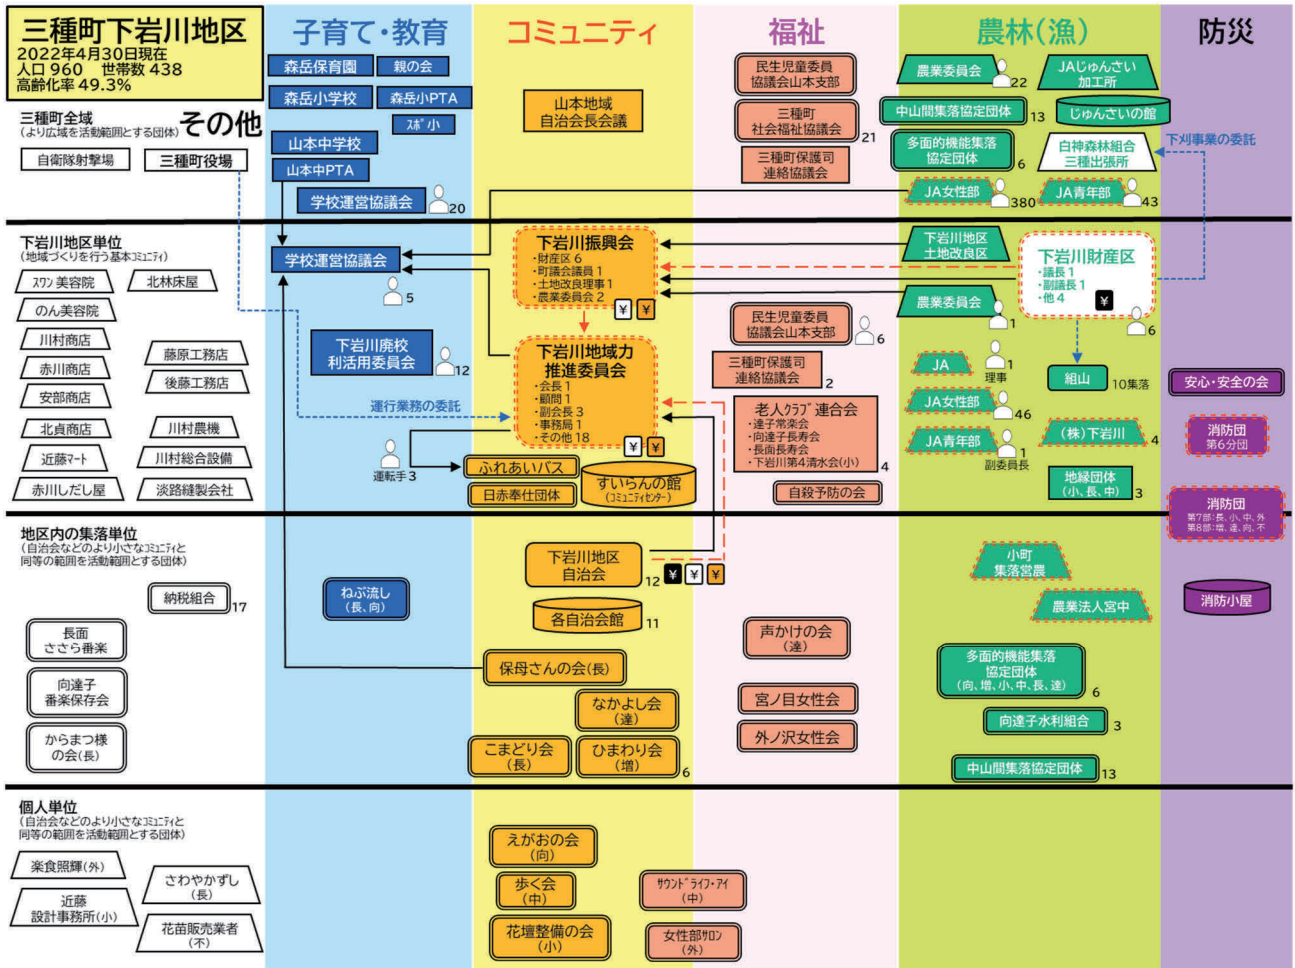 三種町下岩川地区
2022年4月30日現在
人口 960 世帯数 438
高齢化率 49.3%
子育て・教育
コミュニティ
福祉
農林(漁)
防災
三種町全域
(より広域を活動範囲とする団体)
その他
自衛隊射撃場
三種町役場
森岳保育園
親の会
森岳小学校
森岳小PTA
スポ小
山本中学校
山本中PTA
学校運営協議会
20
山本地域
自治会長会議
民生児童委員
協議会山本支部
三種町
社会福祉協議会
21
三種町保護司
連絡協議会
農業委員会
22
JAじゅんさい
加工所
中山間集落協定団体
13
じゅんさいの館
多面的機能集落
協定団体
6
白神森林組合
三種出張所
下刈事業の委託
JA女性部
380
JA青年部
43
下岩川地区単位
(地域づくりを行う基本コミュニティ)
スワン美容院
北林床屋
のん美容院
川村商店
藤原工務店
赤川商店
後藤工務店
安部商店
北貞商店
川村農機
近藤マート
川村総合設備
赤川しだし屋
淡路縫製会社
学校運営協議会
5
下岩川廃校
利活用委員会
12
運行業務の委託
運転手 3
下岩川振興会
・財産区 6
・町議会議員 1
・土地改良理事 1
・農業委員会 2
¥ ¥
下岩川地域力
推進委員会
・会長 1
・顧問 1
・副会長 3
・事務局 1
・その他 18
¥ ¥
ふれあいバス
日赤奉仕団体
すいらんの館
(コミュニティセンター)
民生児童委員
協議会山本支部
6
三種町保護司
連絡協議会
2
老人クラブ連合会
・達子常楽会
・向達子長寿会
・長面長寿会
・下岩川第4清水会(小)
4
自殺予防の会
下岩川地区
土地改良区
下岩川財産区
・議長 1
・副議長 1
・他 4
¥
6
農業委員会
1
JA
1
理事
組山
10集落
JA女性部
46
JA青年部
1
副委員長
(株)下岩川
4
地縁団体
(小、長、中)
3
安心・安全の会
消防団
第6分団
消防団
第7部:長、小、中、外
第8部:増、達、向、不
地区内の集落単位
(自治会などのより小さなコミュニティと
同等の範囲を活動範囲とする団体)
納税組合
17
長面
ささら番楽
向達子
番楽保存会
からまつ様
の会(長)
ねぶ流し
(長、向)
下岩川地区
自治会
12
¥ ¥ ¥
各自治会館
11
保母さんの会(長)
なかよし会
(達)
こまどり会
(長)
ひまわり会
(増)
6
声かけの会
(達)
宮ノ目女性会
外ノ沢女性会
小町
集落営農
農業法人宮中
多面的機能集落
協定団体
(向、増、小、中、長、達)
6
向達子水利組合
3
中山間集落協定団体
13
消防小屋
個人単位
(自治会などのより小さなコミュニティと
同等の範囲を活動範囲とする団体)
楽食照輝(外)
さわやかずし
(長)
近藤
設計事務所(小)
花苗販売業者
(不)
えがおの会
(向)
歩く会
(中)
花壇整備の会
(小)
サウンドライフ・アイ
(中)
女性部サロン
(外)